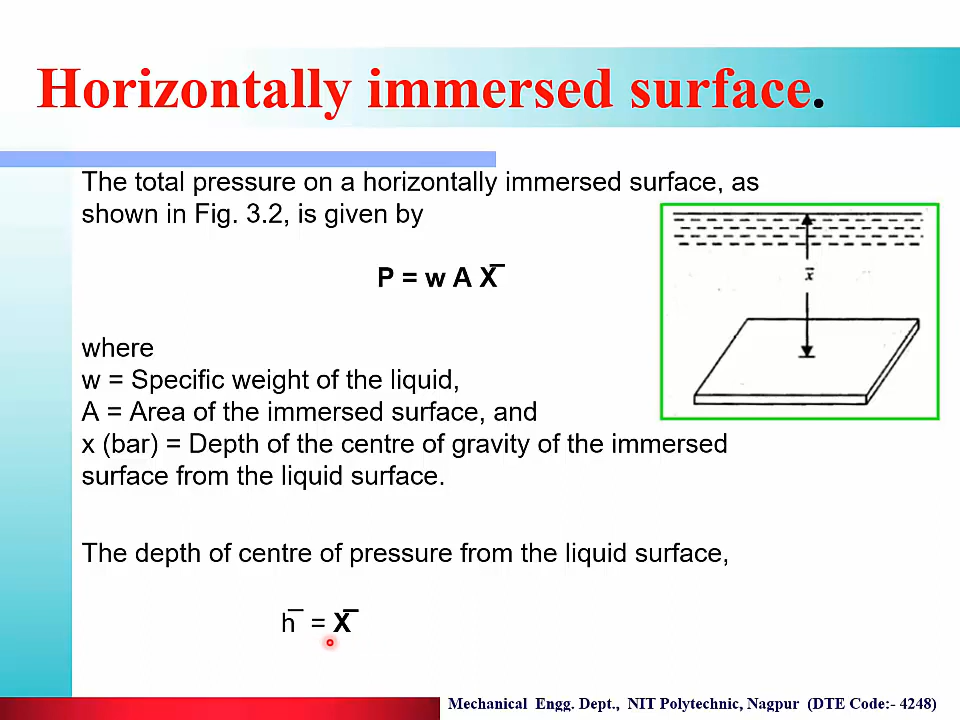 Horizontally immersed surface.
The total pressure on a horizontally immersed surface, as
shown in Fig. 3.2, is given by
P = w A X̅
x̅
where
w = Specific weight of the liquid,
A = Area of the immersed surface, and
x (bar) = Depth of the centre of gravity of the immersed
surface from the liquid surface.
The depth of centre of pressure from the liquid surface,
h̅ = X̅
Mechanical Engg. Dept., NIT Polytechnic, Nagpur (DTE Code:- 4248)